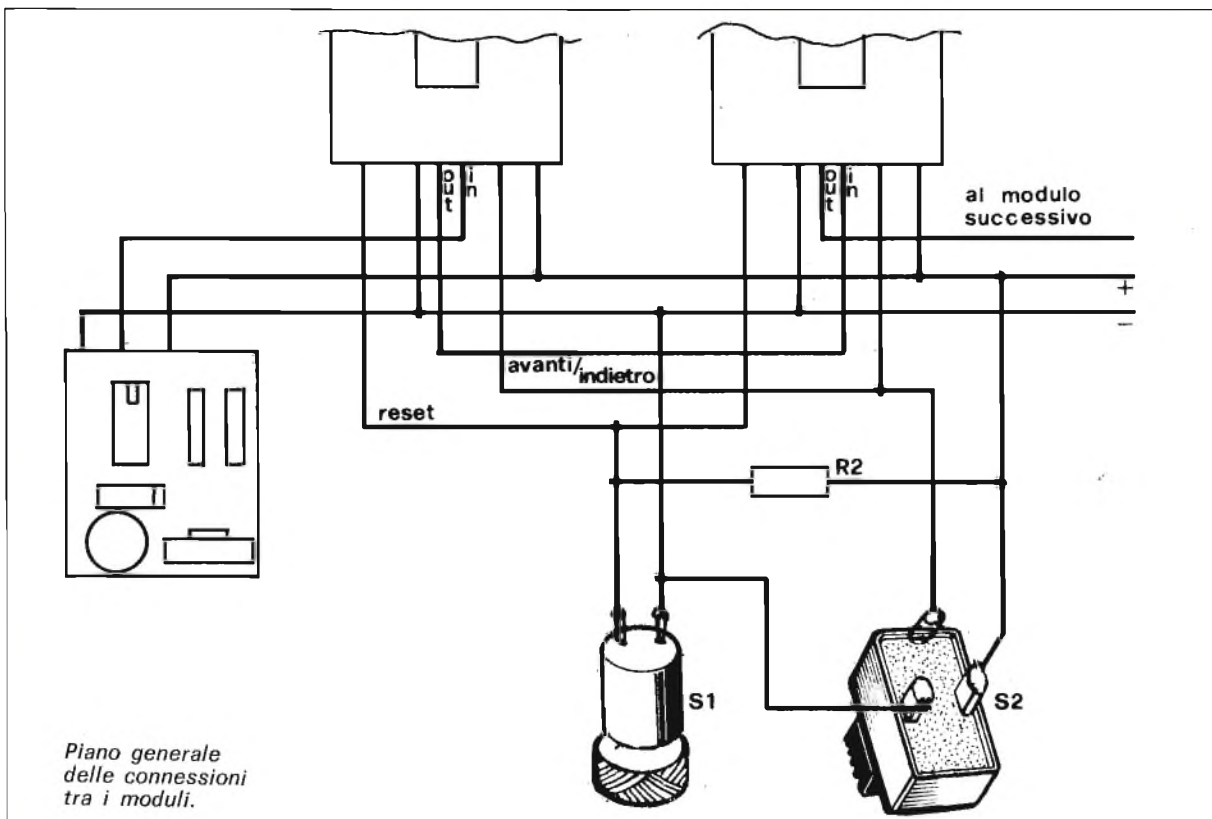 out
in
out
in
al modulo
successivo
+
−
avanti/indietro
reset
R2
S1
S2
Piano generale
delle connessioni
tra i moduli.